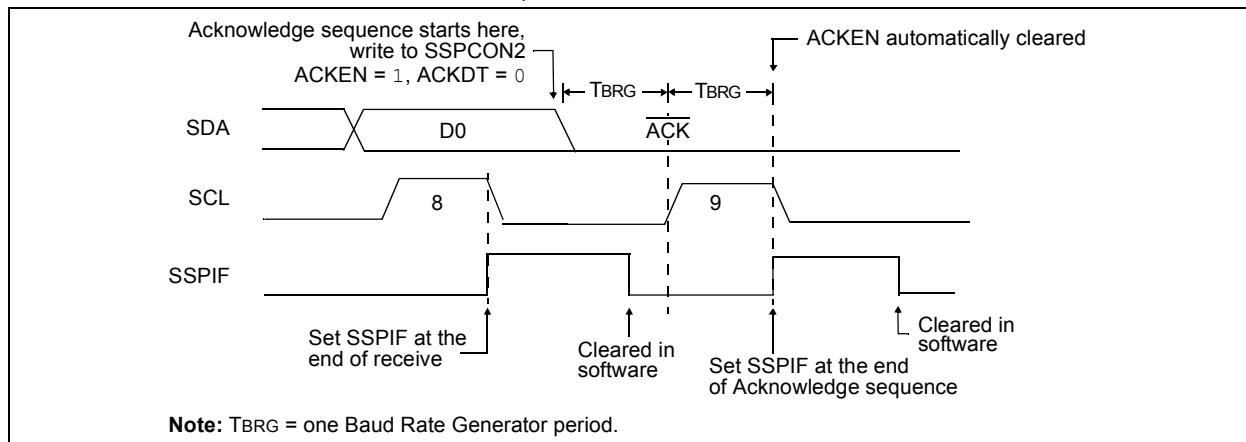 Acknowledge sequence starts here,
write to SSPCON2
ACKEN = 1, ACKDT = 0
ACKEN automatically cleared
TBRG
TBRG
SDA
D0
ACK
SCL
8
9
SSPIF
Set SSPIF at the
end of receive
Cleared in
software
Set SSPIF at the end
of Acknowledge sequence
Cleared in
software
Note: TBRG = one Baud Rate Generator period.